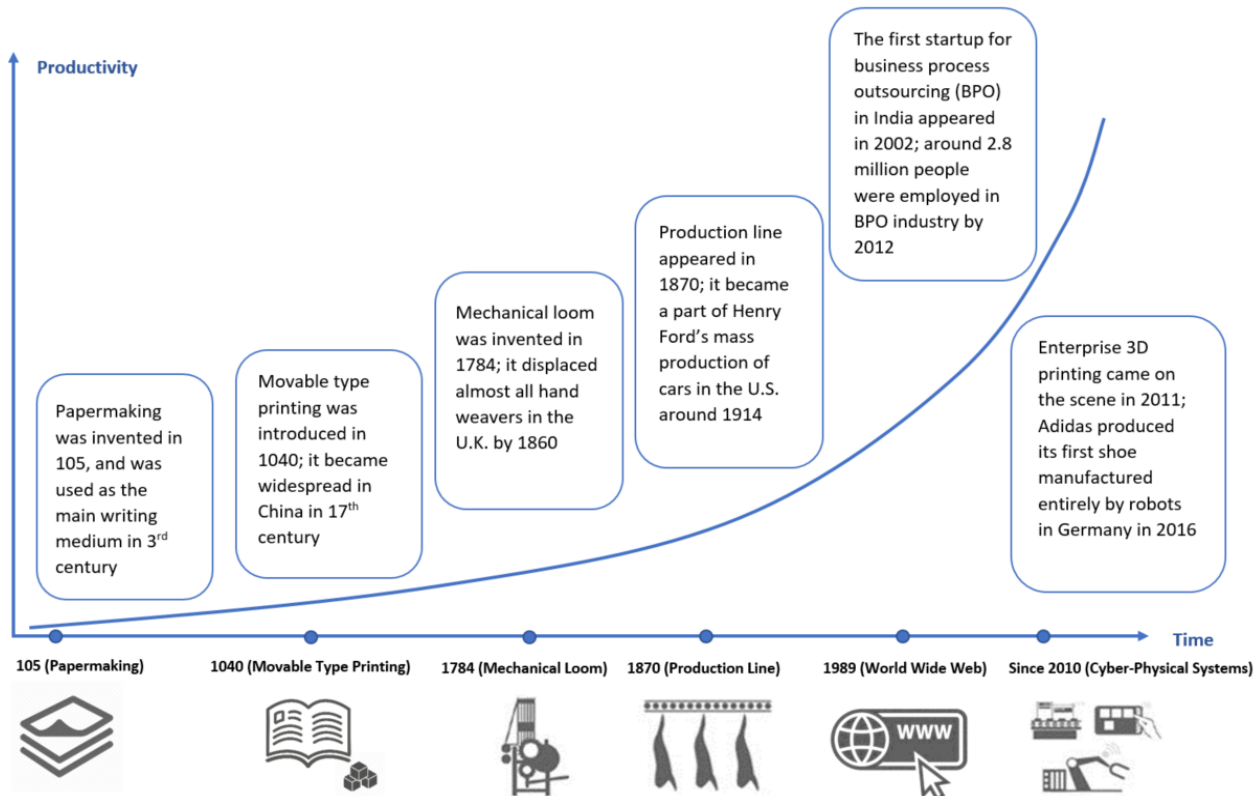 Productivity
Papermaking
was invented in
105, and was
used as the
main writing
medium in 3rd
century
Movable type
printing was
introduced in
1040; it became
widespread in
China in 17th
century
Mechanical loom
was invented in
1784; it displaced
almost all hand
weavers in the
U.K. by 1860
Production line
appeared in
1870; it became
a part of Henry
Ford's mass
production of
cars in the U.S.
around 1914
The first startup for
business process
outsourcing (BPO)
in India appeared
in 2002; around 2.8
million people
were employed in
BPO industry by
2012
Enterprise 3D
printing came on
the scene in 2011;
Adidas produced
its first shoe
manufactured
entirely by robots
in Germany in 2016
Time
105 (Papermaking)
1040 (Movable Type Printing)
1784 (Mechanical Loom)
1870 (Production Line)
1989 (World Wide Web)
Since 2010 (Cyber-Physical Systems)
WWW